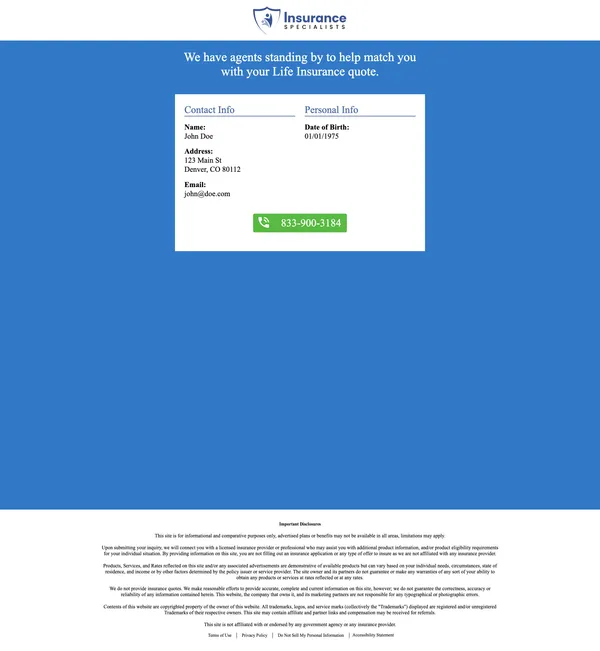 Insurance
SPECIALISTS
We have agents standing by to help match you
with your Life Insurance quote.
Contact Info
Name:
John Doe
Address:
123 Main St
Denver, CO 80112
Email:
john@doe.com
Personal Info
Date of Birth:
01/01/1975
833-900-3184
Important Disclosures
This site is for informational and comparative purposes only, advertised plans or benefits may not be available in all areas, limitations may apply.
Upon submitting your inquiry, we will connect you with a licensed insurance provider or professional who may assist you with additional product information, and/or product eligibility requirements
for your individual situation. By providing information on this site, you are not filling out an insurance application or any type of offer to insure as we are not affiliated with any insurance provider.
Products, Services, and Rates reflected on this site and/or any associated advertisements are demonstrative of available products but can vary based on your individual needs, circumstances, state of
residence, and income or by other factors determined by the policy issuer or service provider. The site owner and its partners do not guarantee or make any warranties of any sort of your ability to
obtain any products or services at rates reflected or at any rates.
We do not provide insurance quotes. We make reasonable efforts to provide accurate, complete and current information on this site, however; we do not guarantee the correctness, accuracy or
reliability of any information contained herein. This website, the company that owns it, and its marketing partners are not responsible for any typographical or photographic errors.
Contents of this website are copyrighted property of the owner of this website. All trademarks, logos, and service marks (collectively the "Trademarks") displayed are registered and/or unregistered
Trademarks of their respective owners. This site may contain affiliate and partner links and compensation may be received for referrals.
This site is not affiliated with or endorsed by any government agency or any insurance provider.
Terms of Use | Privacy Policy | Do Not Sell My Personal Information | Accessibility Statement